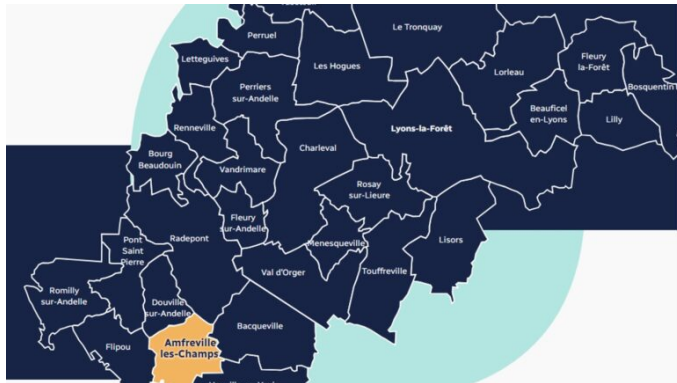 Perruel
Le Tronquay
Letteguives
Les Hogues
Fleury
la-Forêt
Lorleau
Perriers
sur-Andelle
Bosquentin
Beauficel
en-Lyons
Lilly
Renneville
Lyons-la-Forêt
Charleval
Bourg
Beaudouin
Vandrimare
Rosay
sur-Lieure
Fleury
sur-Andelle
Pont
Saint
Pierre
Radepont
Menesqueville
Lisors
Val d'Orger
Touffreville
Romilly
sur-Andelle
Douville
sur-Andelle
Bacqueville
Amfreville
les-Champs
Flipou